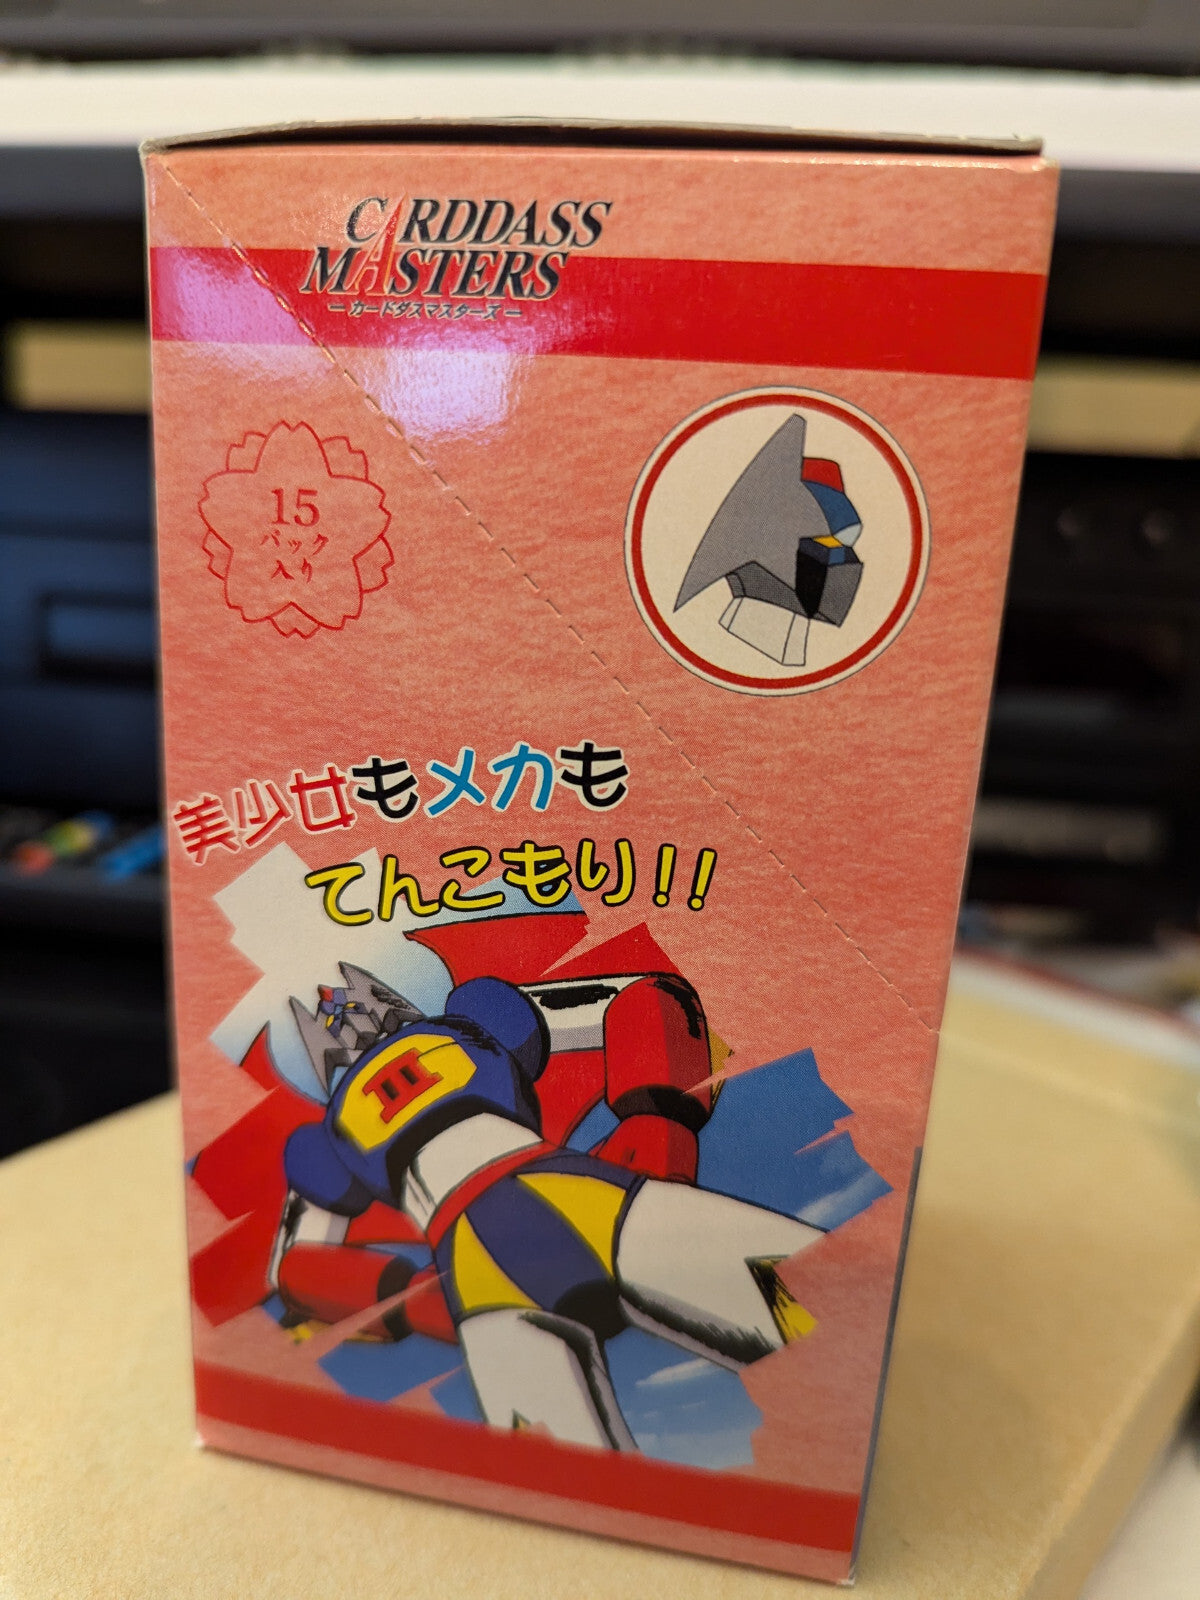 CARDDASS
MASTERS
ーカードダスマスターズー
15
パック
入り
美少女もメカも
てんこもり!!
III